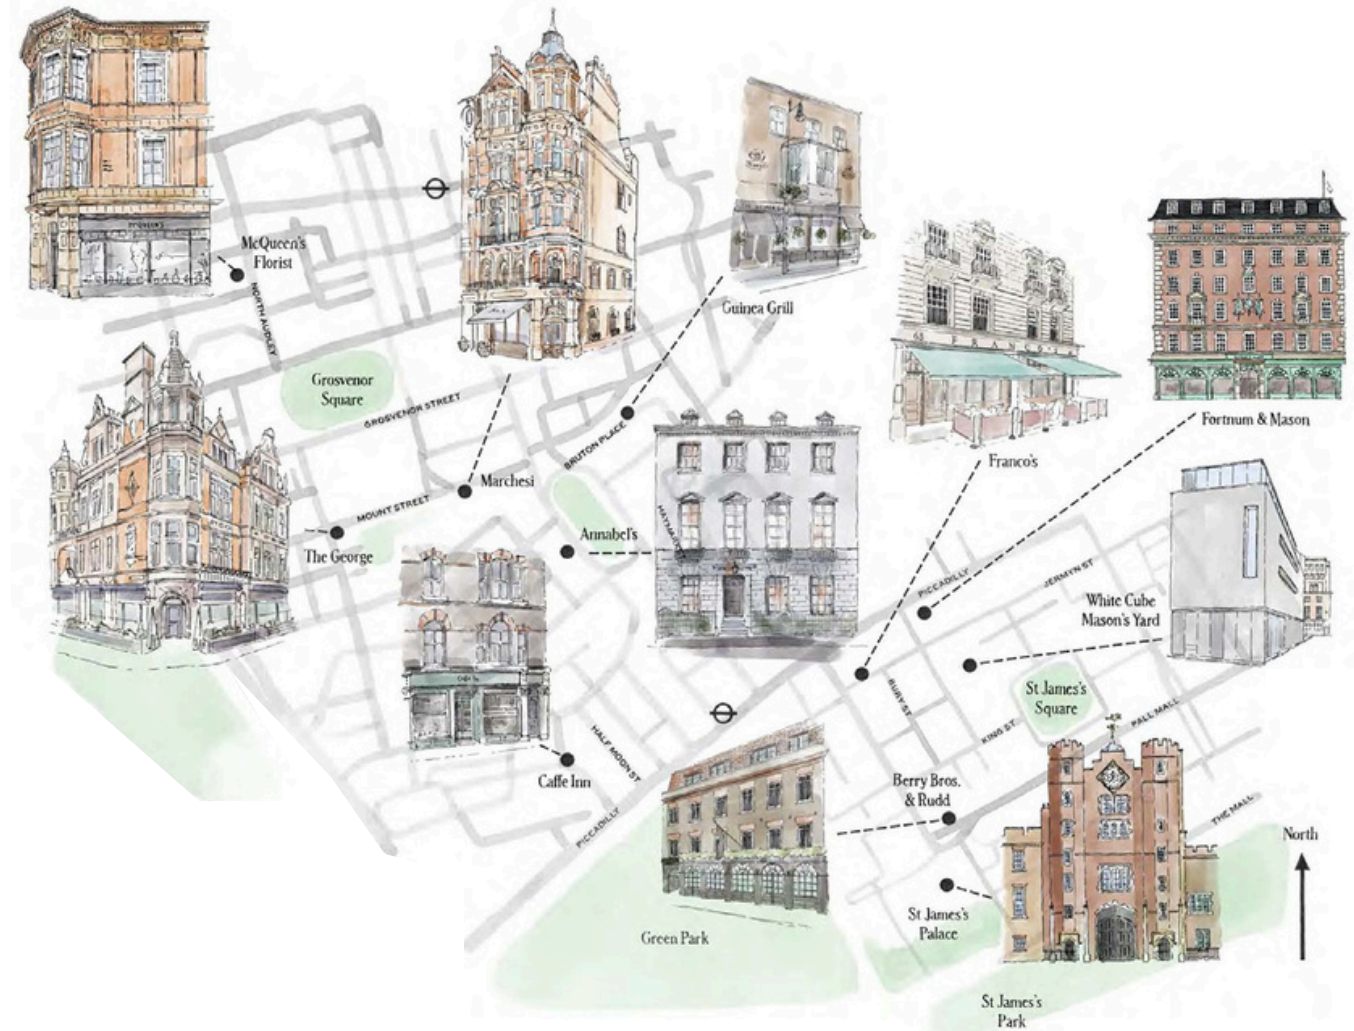 McQUEEN'S
McQueen's
Florist
NORTH AUDLEY
Guinea Grill
Grosvenor
Square
GROSVENOR STREET
FRANCO'S
Fortnum & Mason
Franco's
BRUTON PLACE
Marchesi
MOUNT STREET
The George
Annabel's
PICCADILLY
JERMYN ST
White Cube
Mason's Yard
BURY ST
St James's
Square
KING ST
PALL MALL
HALF MOON ST
Caffe Inn
PICCADILLY
Berry Bros.
& Rudd
THE MALL
North
St James's
Palace
Green Park
St James's
Park